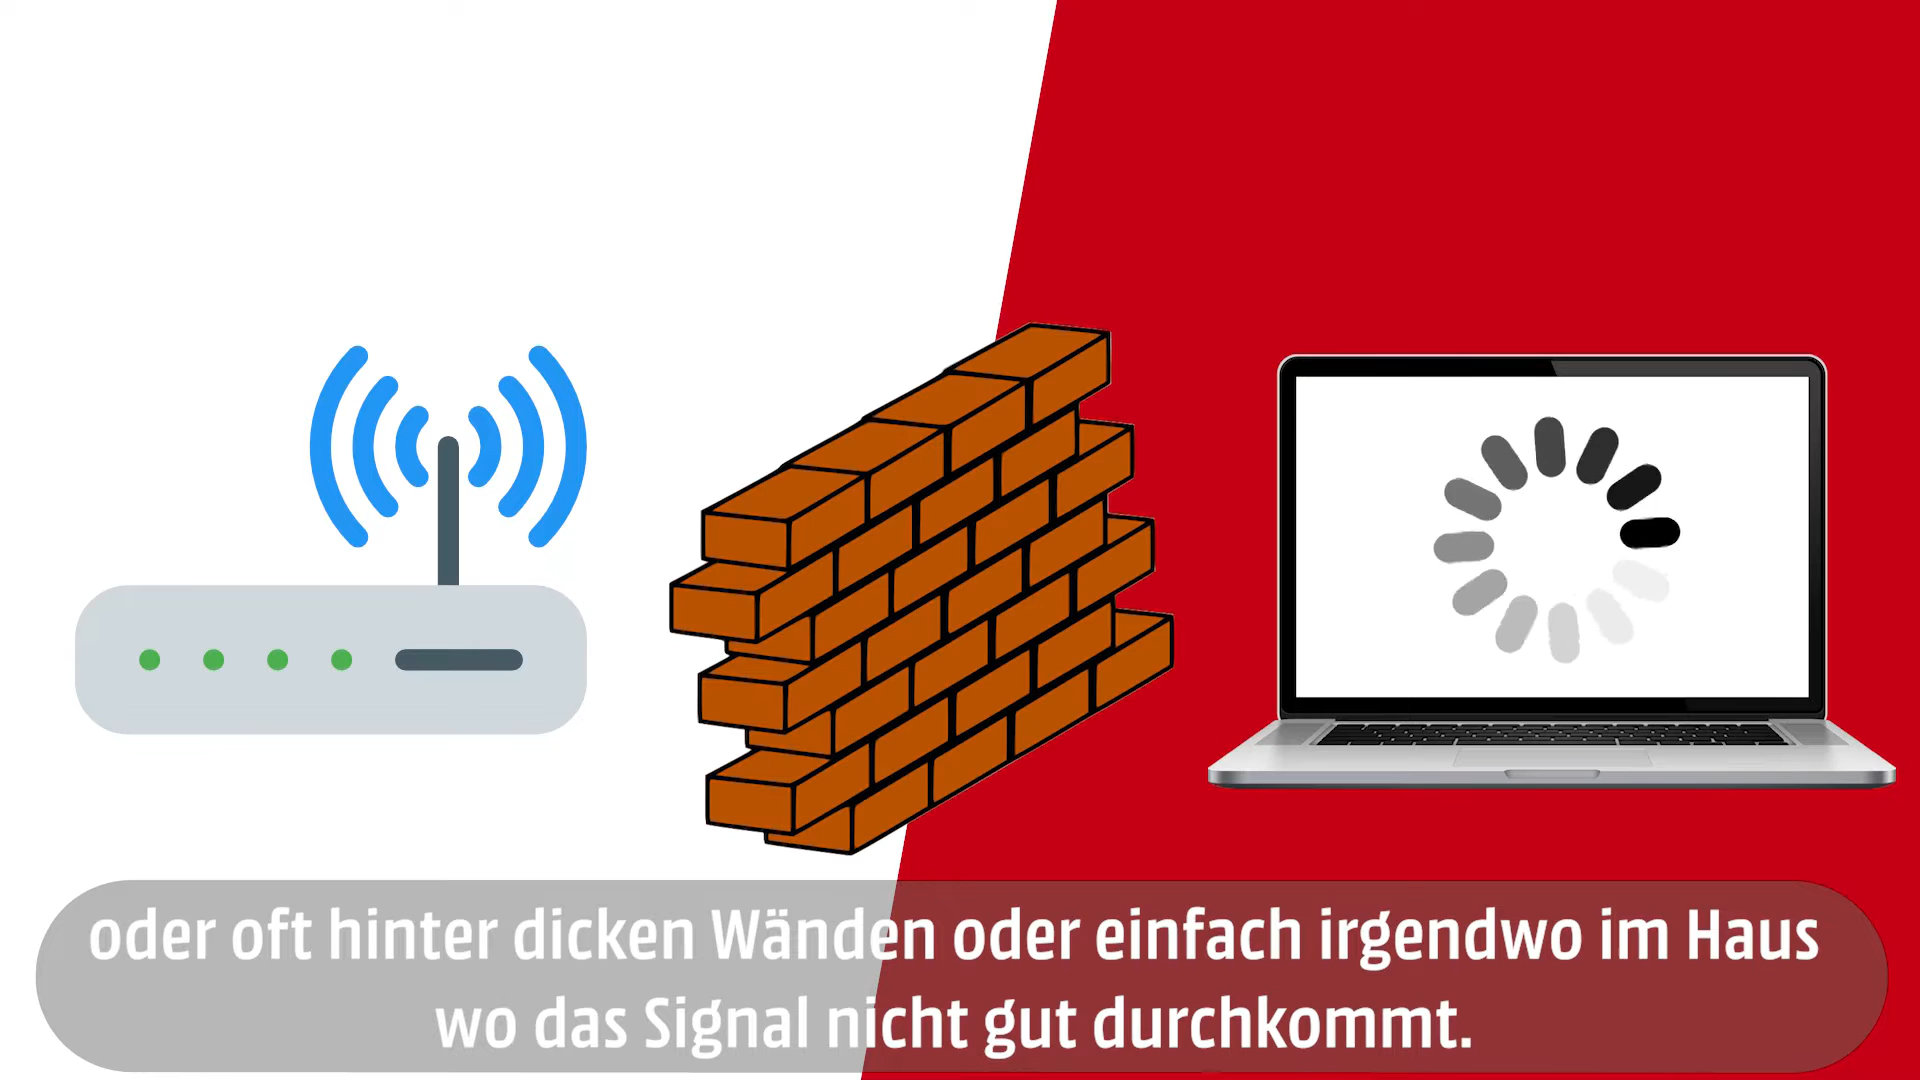 oder oft hinter dicken Wänden oder einfach irgendwo im Haus
wo das Signal nicht gut durchkommt.